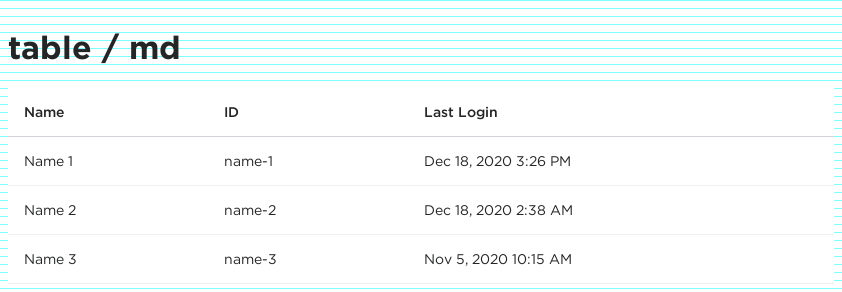 table / md
Name ID Last Login
Name 1 name-1 Dec 18, 2020 3:26 PM
Name 2 name-2 Dec 18, 2020 2:38 AM
Name 3 name-3 Nov 5, 2020 10:15 AM